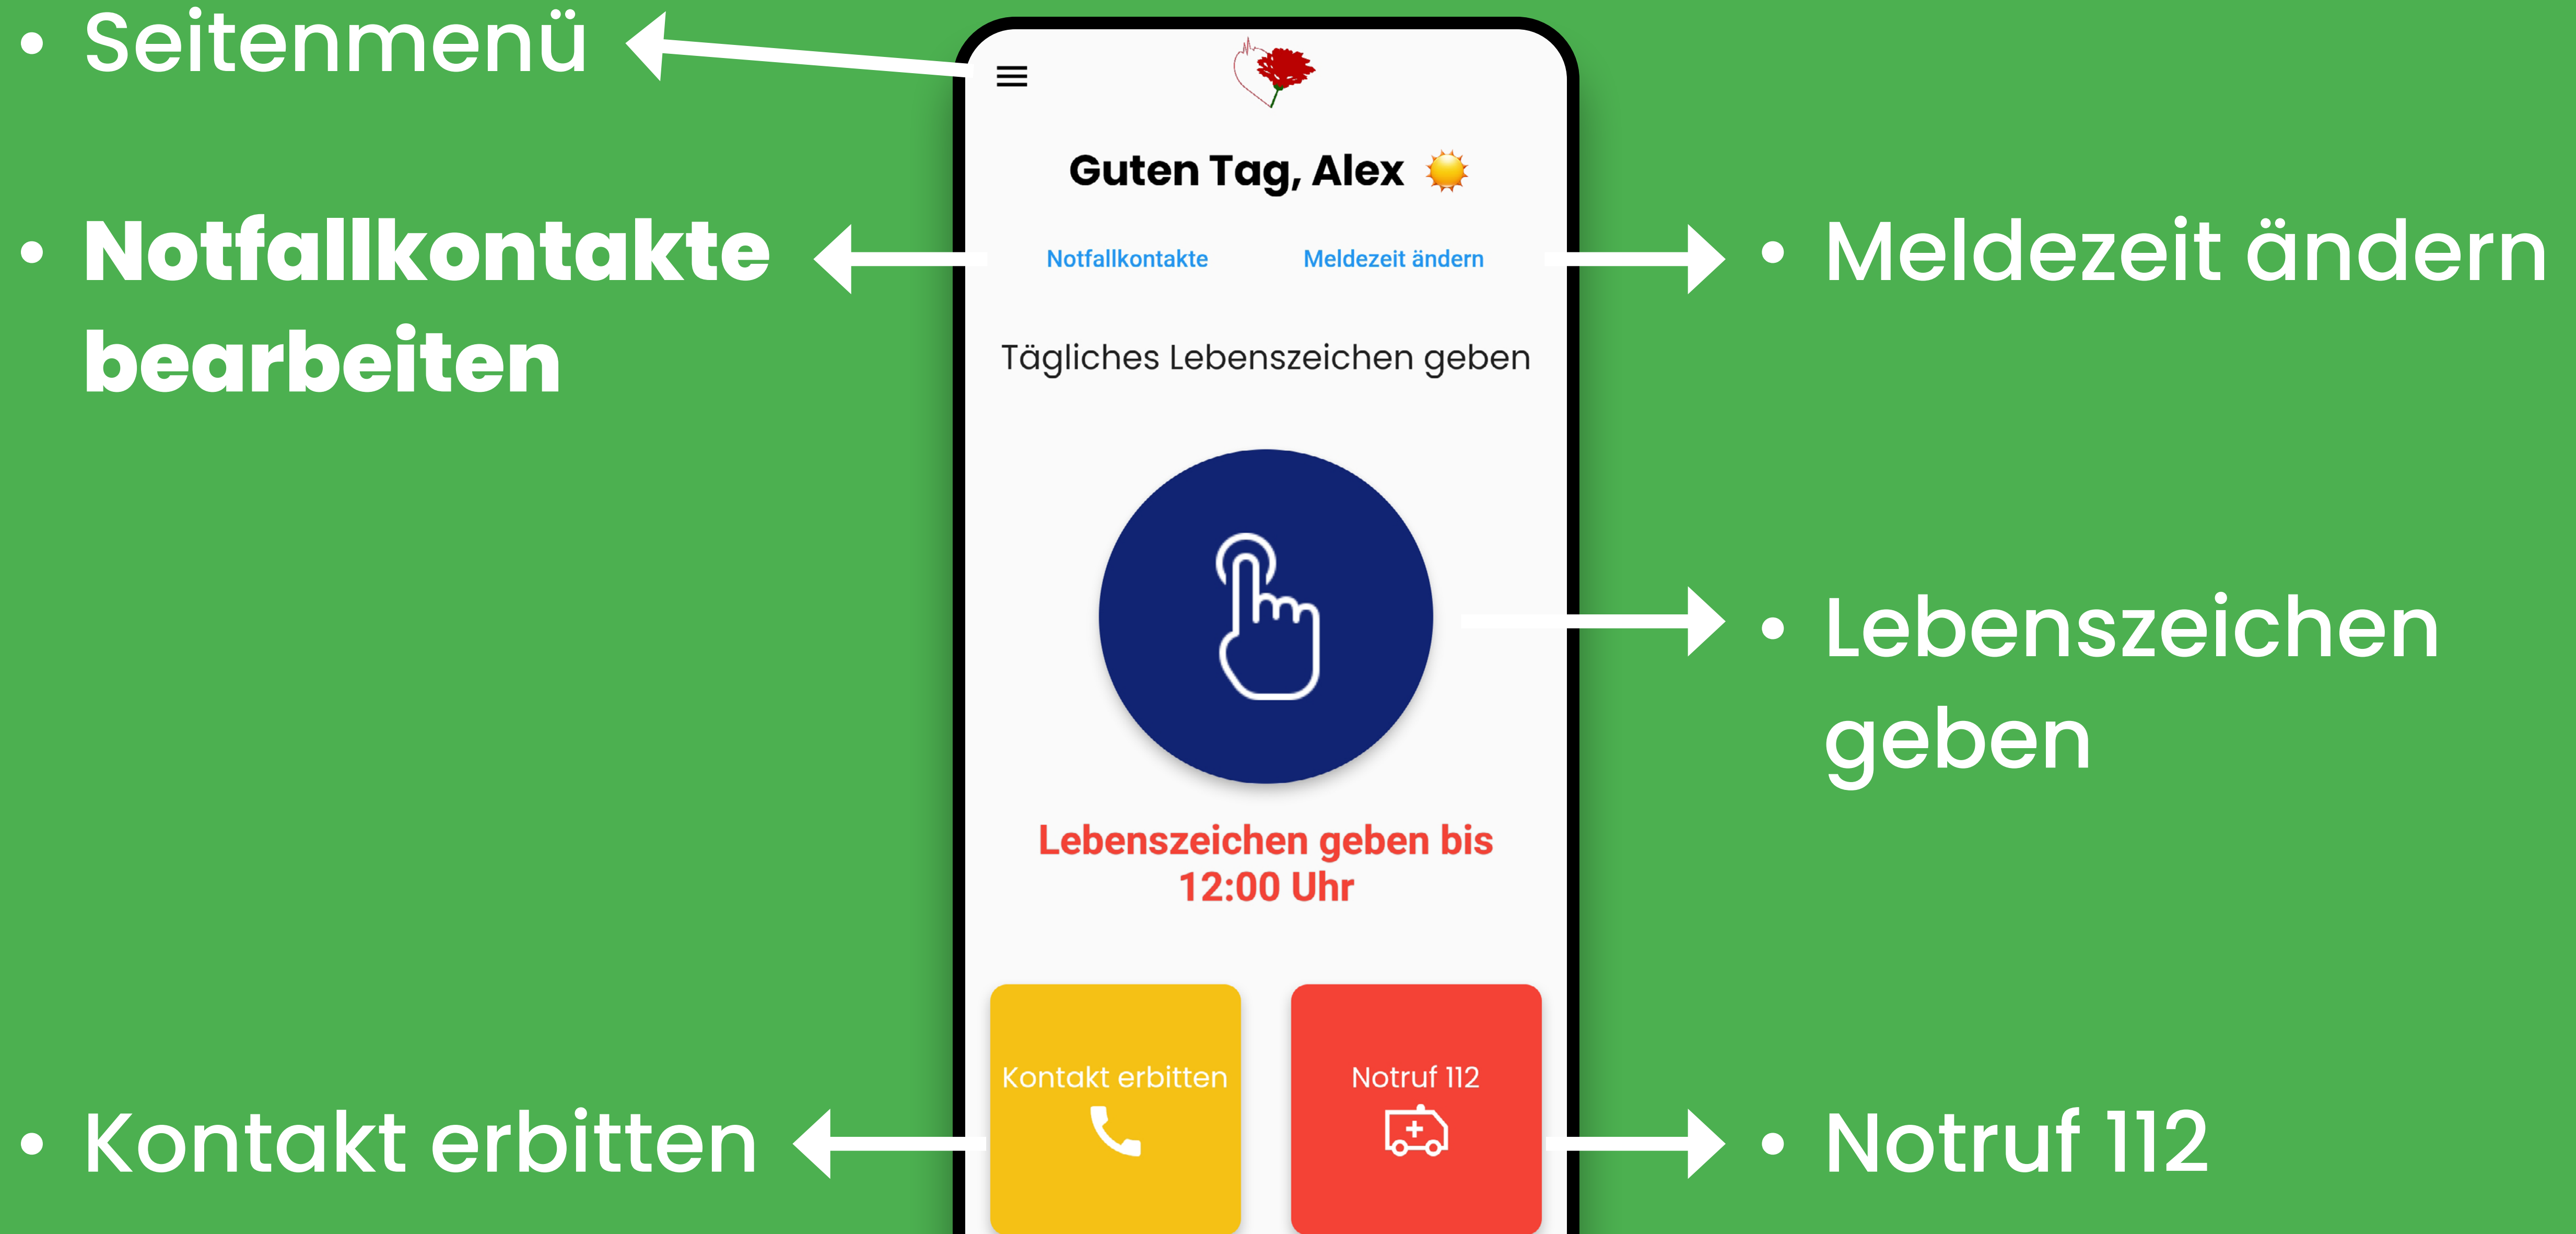 • Seitenmenü
• Notfallkontakte
bearbeiten
• Kontakt erbitten
Guten Tag, Alex ☀️
Notfallkontakte
Meldezeit ändern
Tägliches Lebenszeichen geben
Lebenszeichen geben bis
12:00 Uhr
Kontakt erbitten
Notruf 112
• Meldezeit ändern
• Lebenszeichen
geben
• Notruf 112